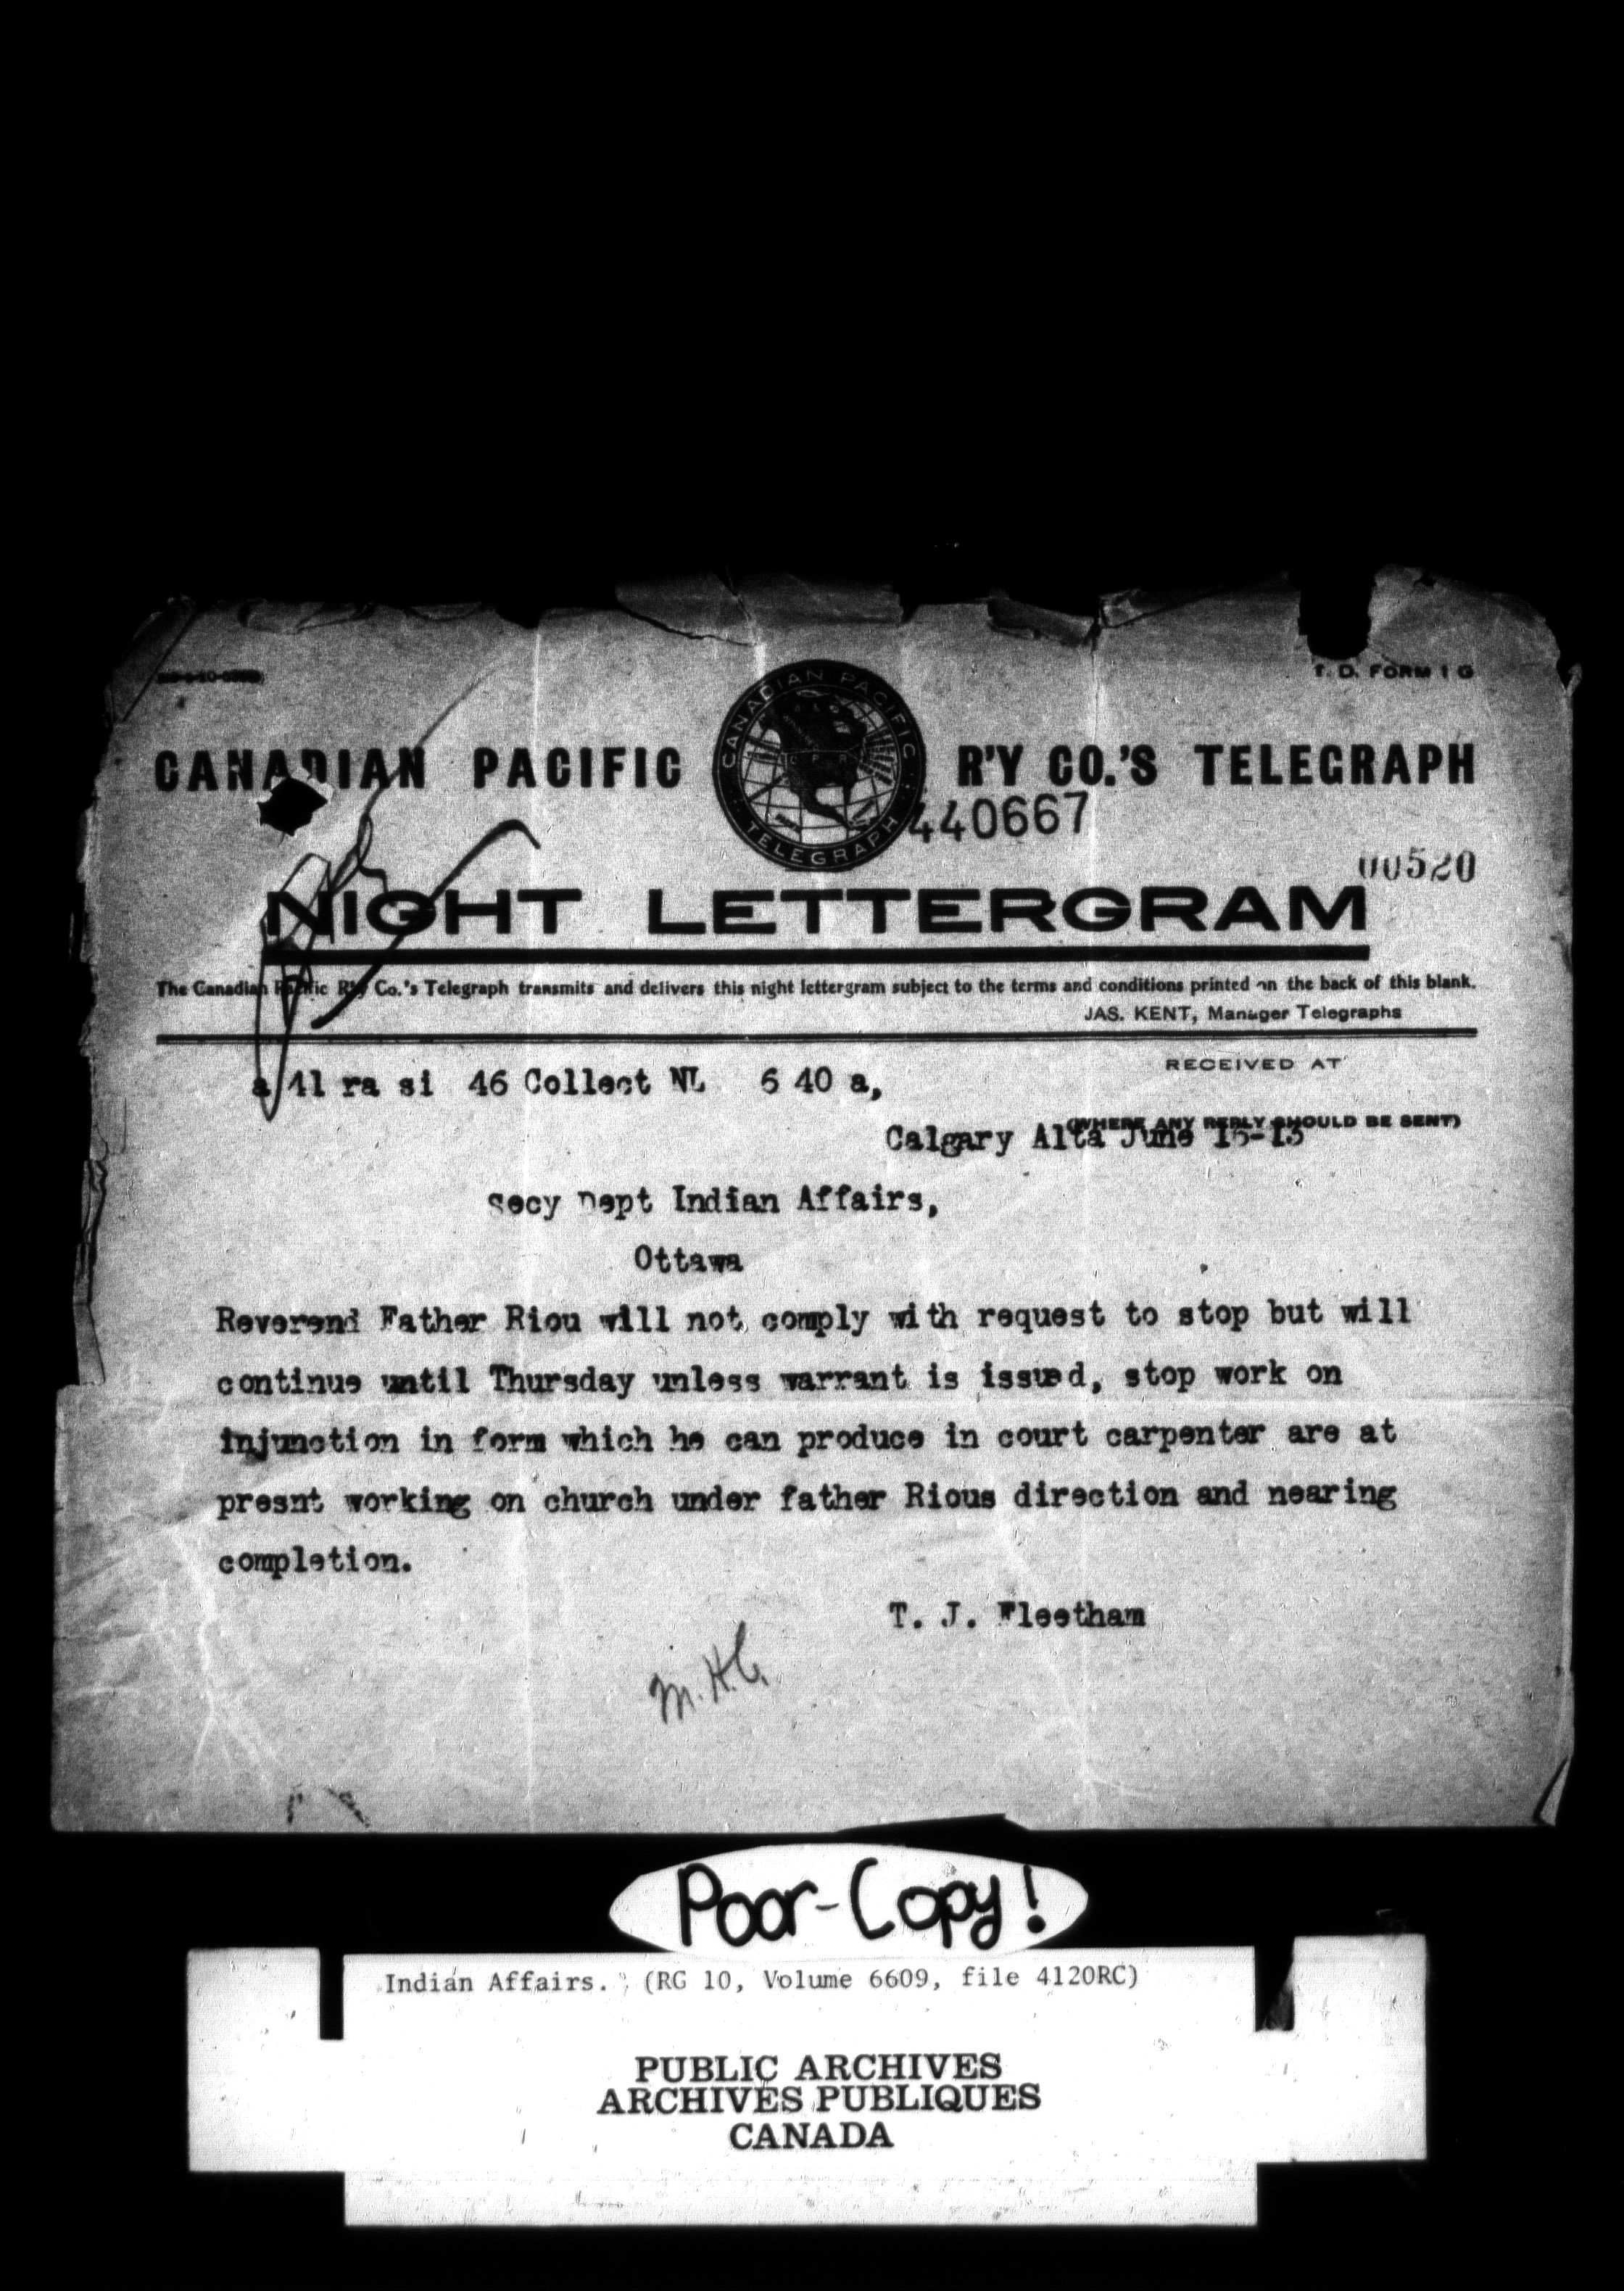 T. D. FORM 1 G
CANADIAN PACIFIC R'Y CO.'S TELEGRAPH
CANADIAN PACIFIC
TELEGRAPH
440667
00520
NIGHT LETTERGRAM
The Canadian Pacific R'y Co.'s Telegraph transmits and delivers this night lettergram subject to the terms and conditions printed on the back of this blank.
JAS. KENT, Manager Telegraphs
RECEIVED AT
a 41 ra si 46 Collect NL 6 40 a,
(WHERE ANY REPLY SHOULD BE SENT)
Calgary Alta June 15-13
Secy Dept Indian Affairs,
Ottawa
Reverend Father Riou will not comply with request to stop but will
continue until Thursday unless warrant is issued, stop work on
injunction in form which he can produce in court carpenter are at
presnt working on church under father Rious direction and nearing
completion.
T. J. Fleetham
M.H.C.
Poor-Copy!
Indian Affairs. (RG 10, Volume 6609, file 4120RC)
PUBLIC ARCHIVES
ARCHIVES PUBLIQUES
CANADA